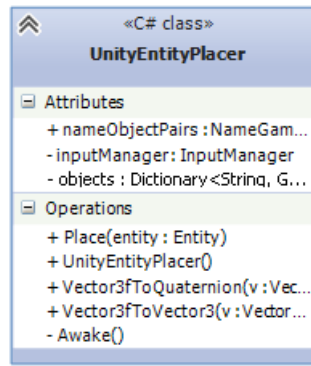 «C# class»
UnityEntityPlacer
Attributes
+ nameObjectPairs : NameGam...
- inputManager : InputManager
- objects : Dictionary<String, G...
Operations
+ Place(entity : Entity)
+ UnityEntityPlacer()
+ Vector3fToQuaternion(v : Vec...
+ Vector3fToVector3(v : Vector...
- Awake()